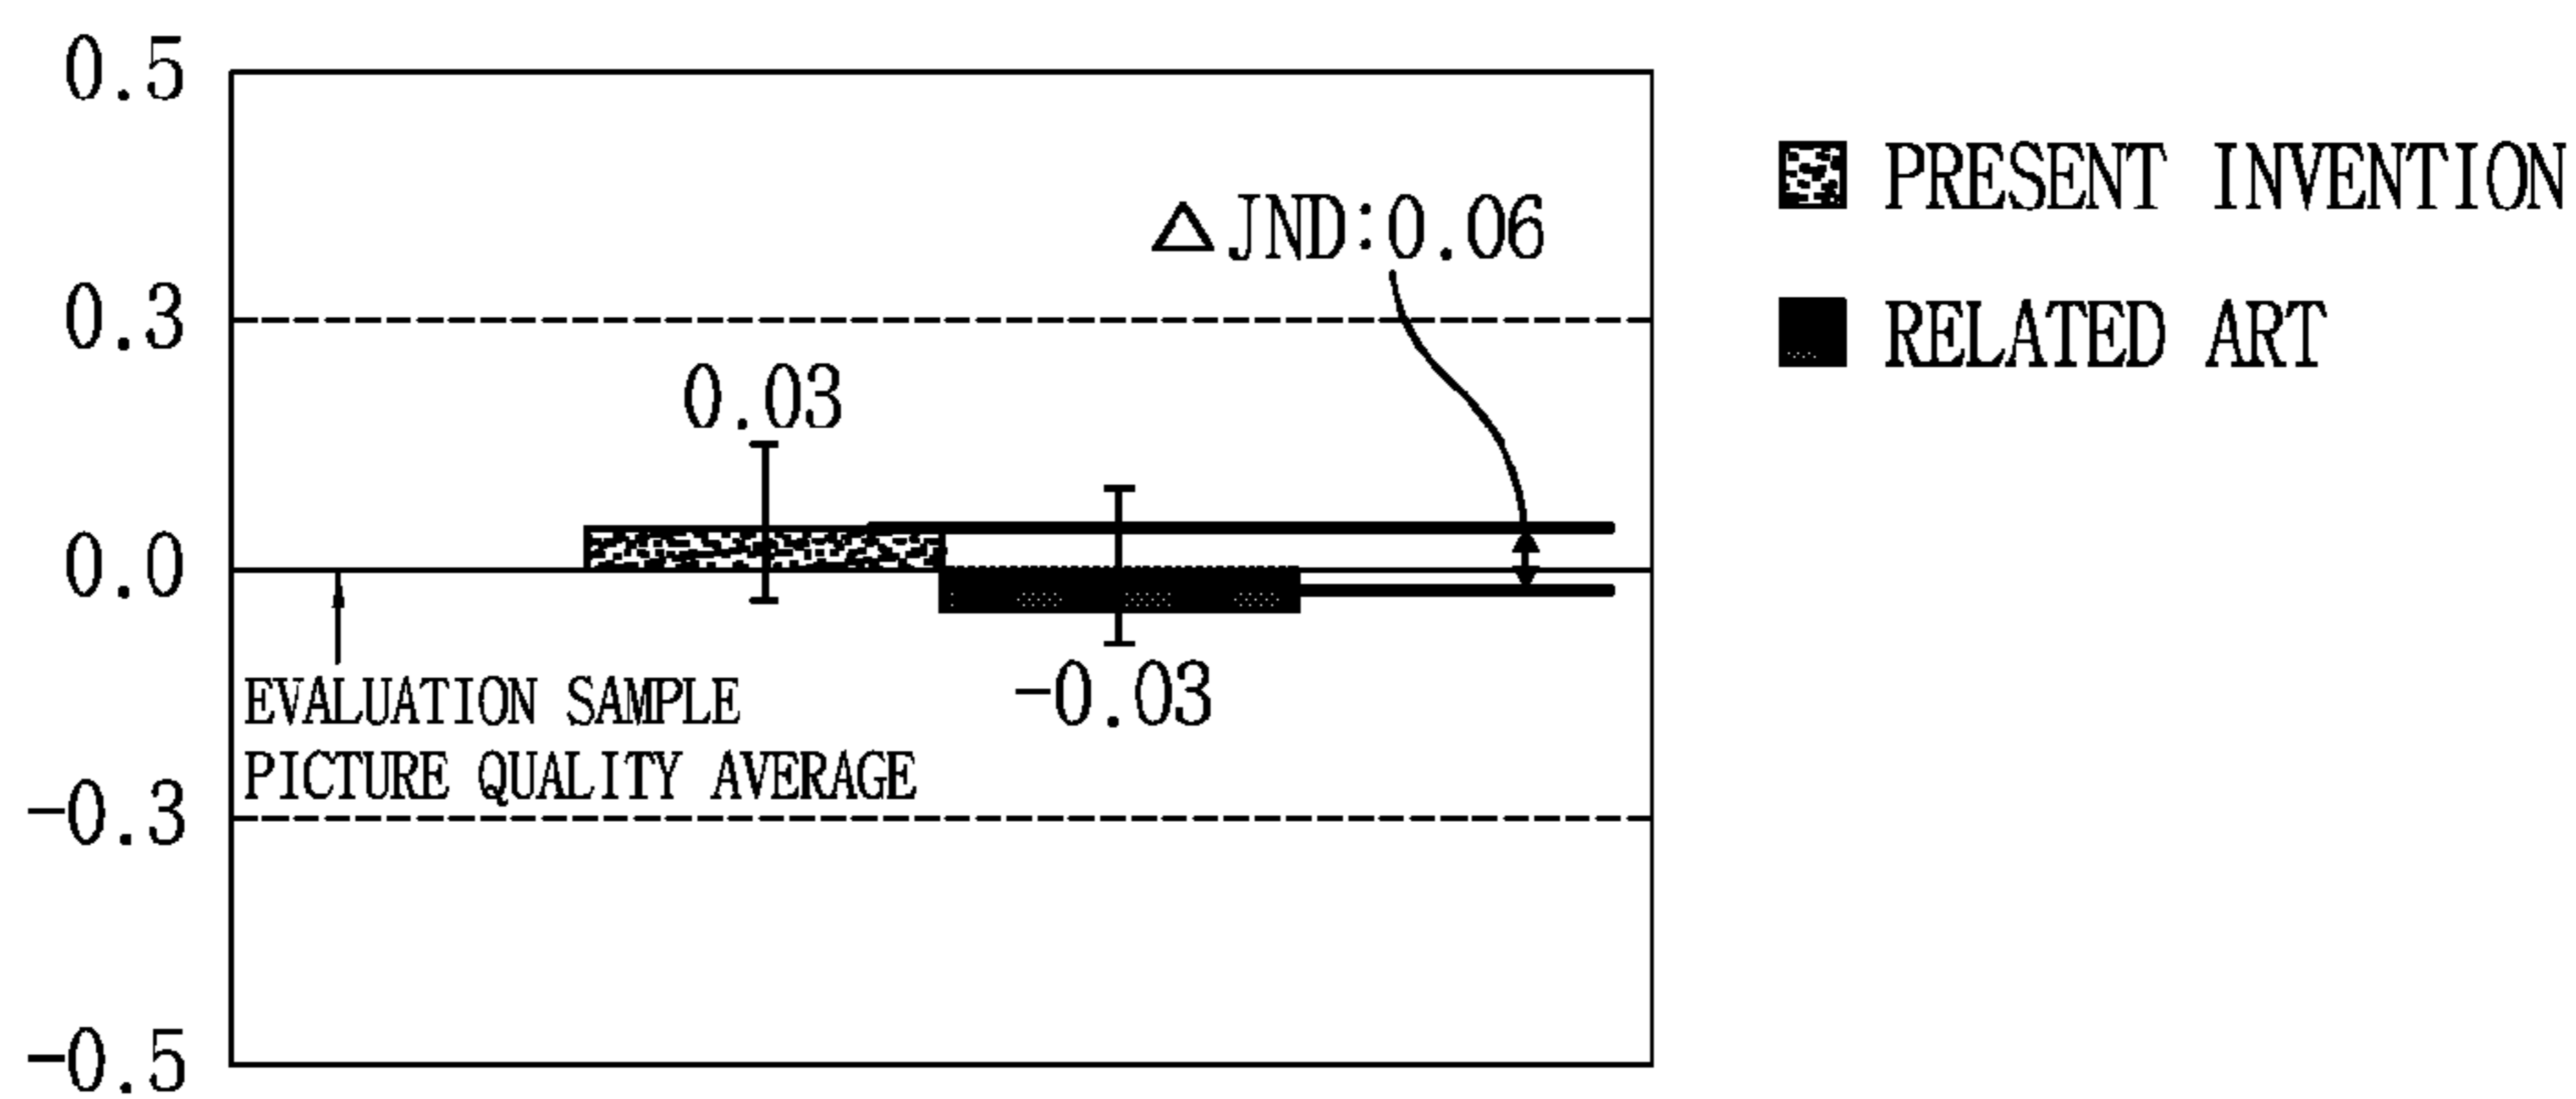 0.5
0.3
0.0
-0.3
-0.5
△JND:0.06
0.03
-0.03
EVALUATION SAMPLE
PICTURE QUALITY AVERAGE
PRESENT INVENTION
RELATED ART